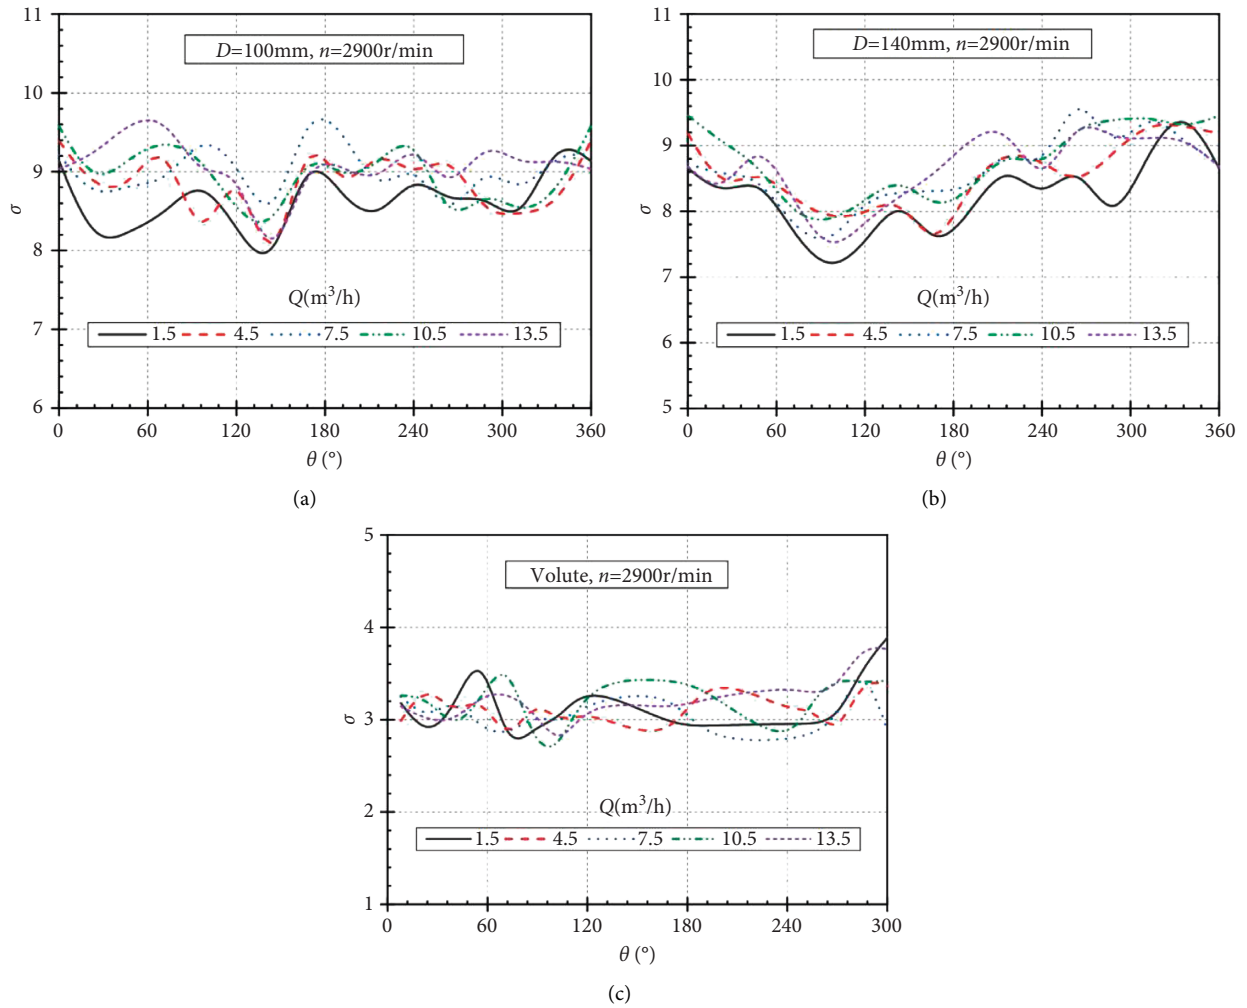 11
10
9
8
7
6
σ
D=100mm, n=2900r/min
Q(m³/h)
1.5 4.5 7.5 10.5 13.5
0 60 120 180 240 300 360
θ (°)
(a)
11
10
9
8
7
6
5
σ
D=140mm, n=2900r/min
Q(m³/h)
1.5 4.5 7.5 10.5 13.5
0 60 120 180 240 300 360
θ (°)
(b)
5
4
3
2
1
σ
Volute, n=2900r/min
Q(m³/h)
1.5 4.5 7.5 10.5 13.5
0 60 120 180 240 300
θ (°)
(c)